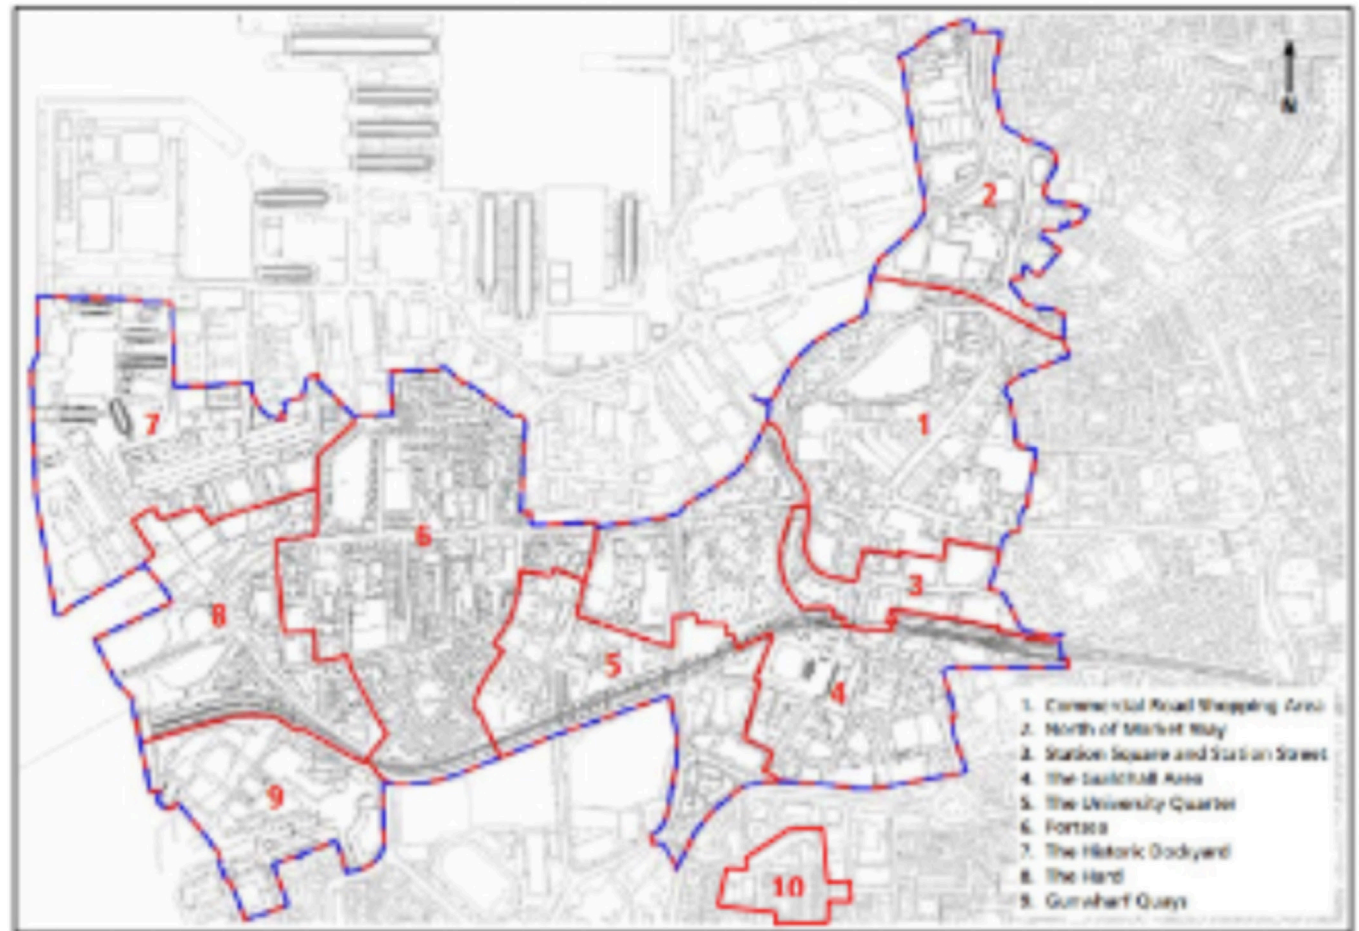 N
2
1
7
6
3
8
5
4
9
10
1. Commercial Road Shopping Area
2. North of Market Way
3. Station Square and Station Street
4. The Guildhall Area
5. The University Quarter
6. Portsea
7. The Historic Dockyard
8. The Hard
9. Gunwharf Quays